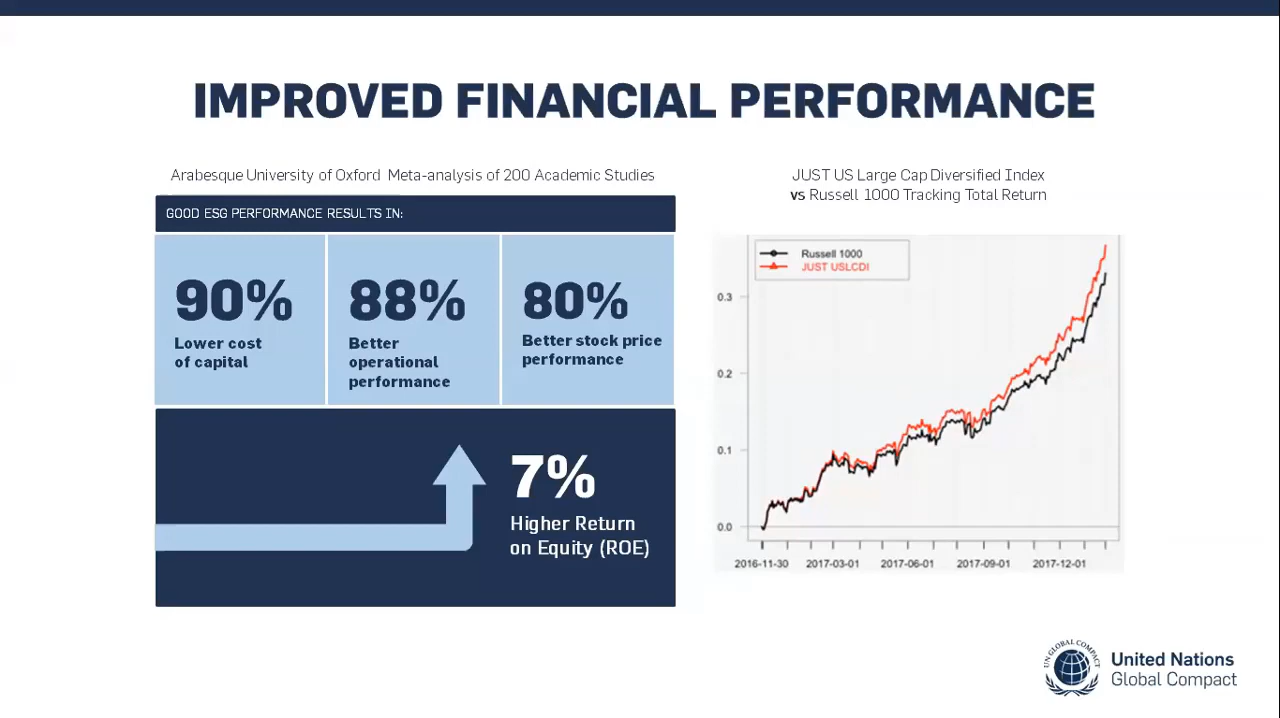 IMPROVED FINANCIAL PERFORMANCE
Arabesque University of Oxford Meta-analysis of 200 Academic Studies
GOOD ESG PERFORMANCE RESULTS IN:
90%
Lower cost
of capital
88%
Better
operational
performance
80%
Better stock price
performance
7%
Higher Return
on Equity (ROE)
JUST US Large Cap Diversified Index
vs Russell 1000 Tracking Total Return
Russell 1000
JUST USLCDI
0.3
0.2
0.1
0.0
2016-11-30 2017-03-01 2017-06-01 2017-09-01 2017-12-01
UN GLOBAL COMPACT
United Nations
Global Compact